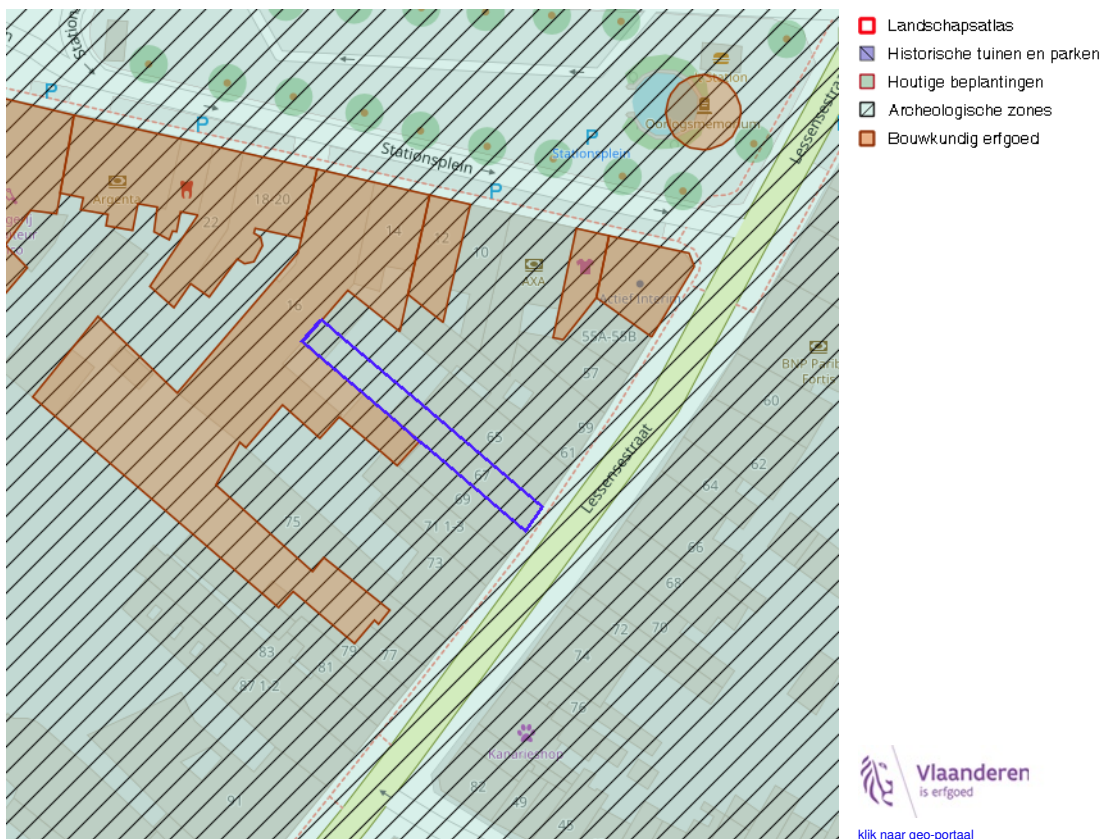 Landschapsatlas
Historische tuinen en parken
Houtige beplantingen
Archeologische zones
Bouwkundig erfgoed
Station
Station
Oorlogsmemorium
Lessensestraat
P
P
P
P
Stationsplein
Stationsplein
Argenta
22
18-20
14
12
10
16
AXA
Actief Interim
55A-55B
57
59
61
65
67
69
71 1-3
73
75
77
79
81
83
87 1-2
91
BNP
Fortis
60
62
64
66
68
70
72
74
76
82
49
45
Lessensestraat
Kanarieshop
Vlaanderen
is erfgoed
klik naar geo-portaal